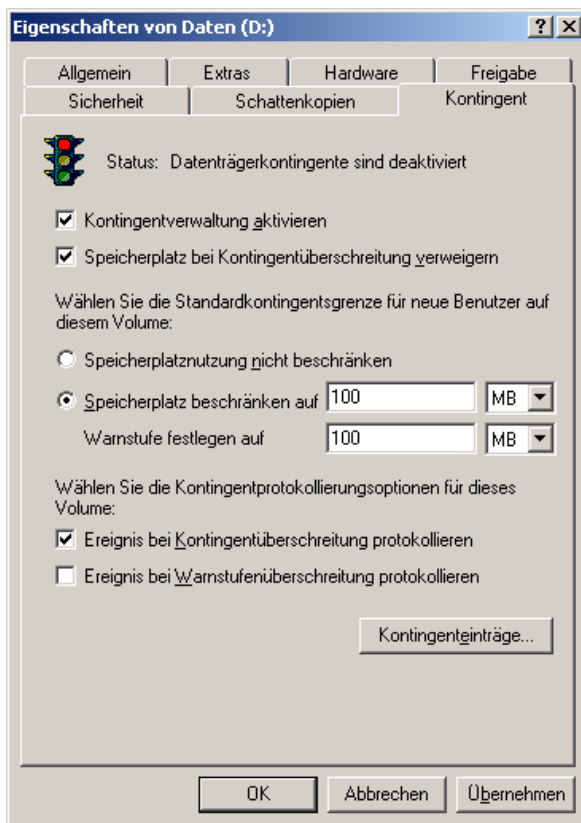 Eigenschaften von Daten (D:)
Allgemein Extras Hardware Freigabe
Sicherheit Schattenkopien Kontingent
Status: Datenträgerkontingente sind deaktiviert
Kontingentverwaltung aktivieren
Speicherplatz bei Kontingentüberschreitung verweigern
Wählen Sie die Standardkontingentsgrenze für neue Benutzer auf
diesem Volume:
Speicherplatznutzung nicht beschränken
Speicherplatz beschränken auf 100 MB
Warnstufe festlegen auf 100 MB
Wählen Sie die Kontingentprotokollierungsoptionen für dieses
Volume:
Ereignis bei Kontingentüberschreitung protokollieren
Ereignis bei Warnstufenüberschreitung protokollieren
Kontingenteinträge...
OK Abbrechen Übernehmen